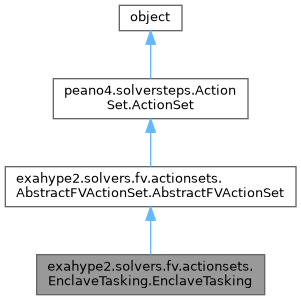 object
peano4.solversteps.Action
Set.ActionSet
exahype2.solvers.fv.actionsets.
AbstractFVActionSet.AbstractFVActionSet
exahype2.solvers.fv.actionsets.
EnclaveTasking.EnclaveTasking